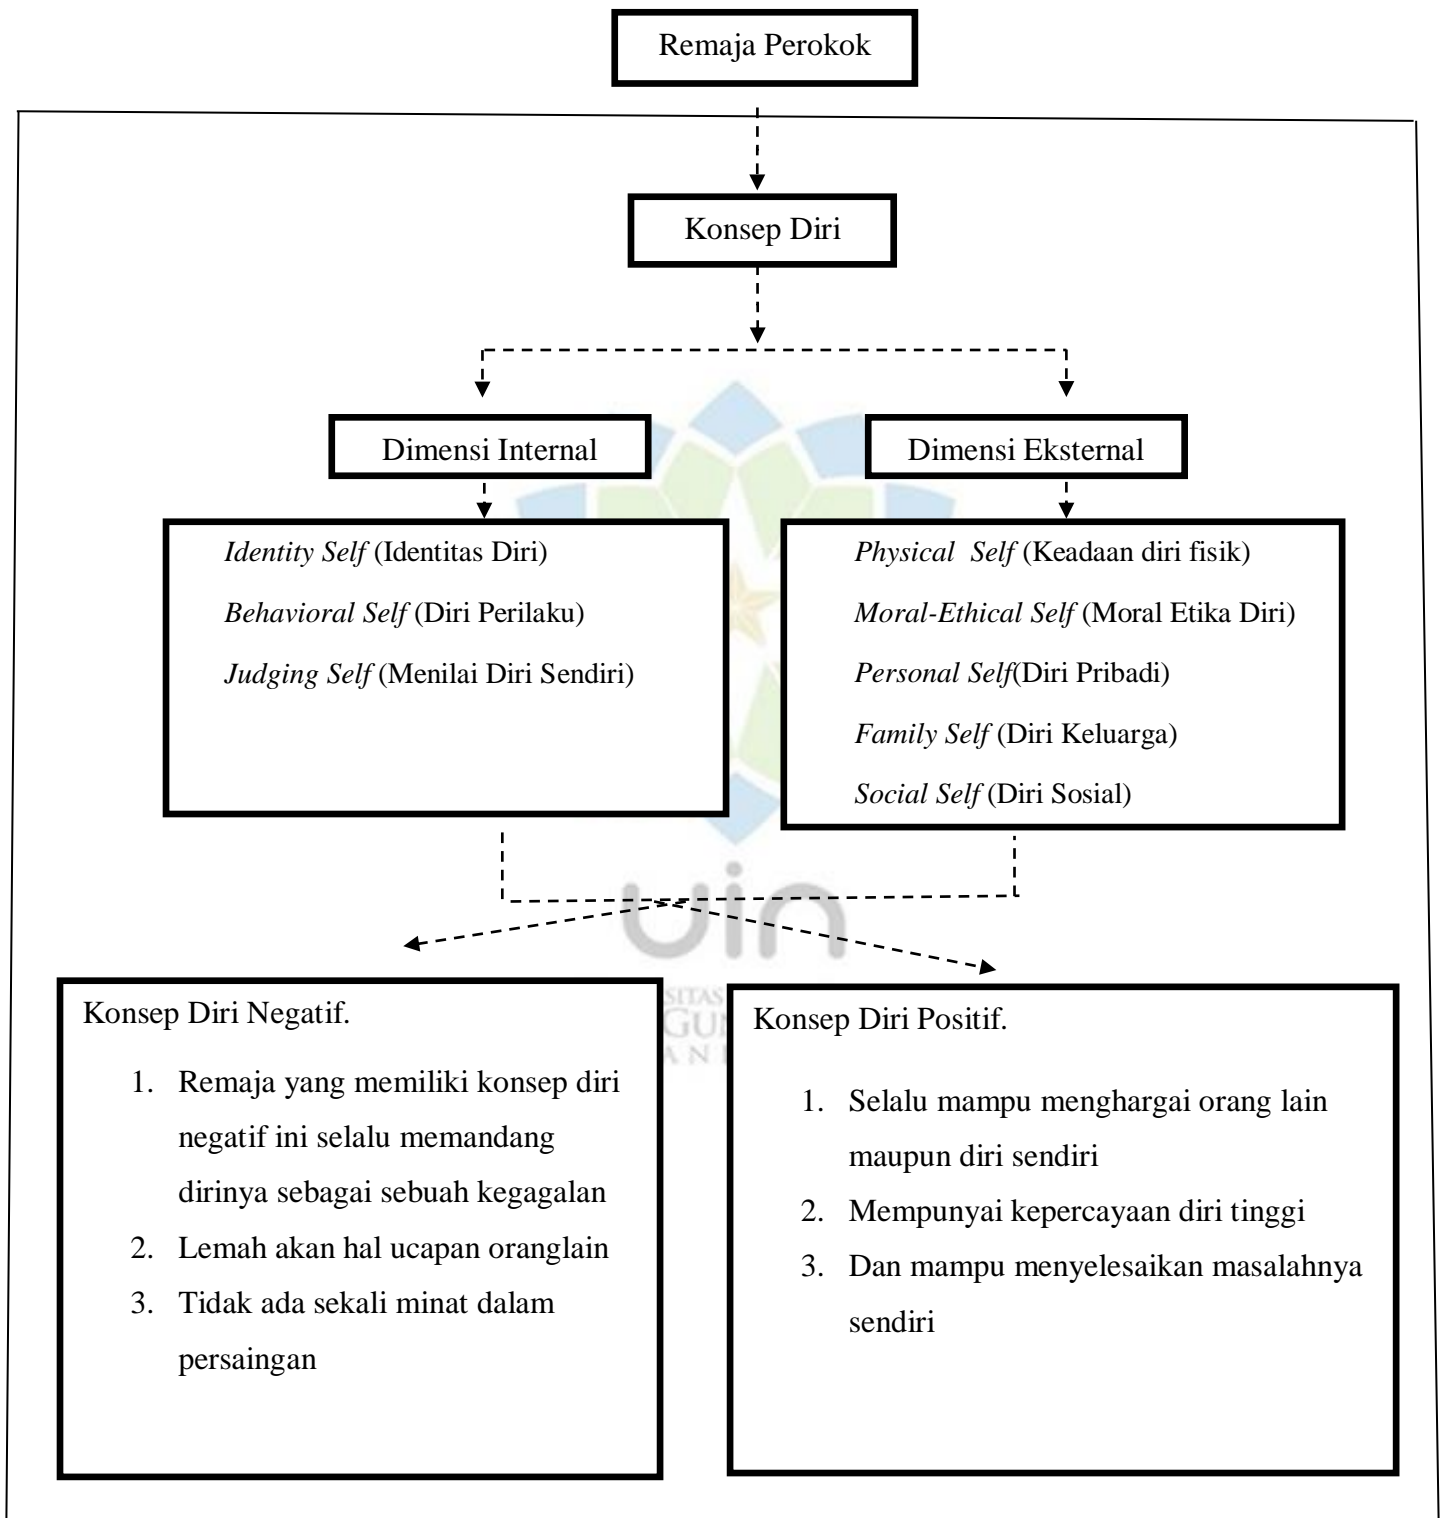 Remaja Perokok
Konsep Diri
Dimensi Internal
Dimensi Eksternal
Identity Self (Identitas Diri)
Behavioral Self (Diri Perilaku)
Judging Self (Menilai Diri Sendiri)
Physical Self (Keadaan diri fisik)
Moral-Ethical Self (Moral Etika Diri)
Personal Self(Diri Pribadi)
Family Self (Diri Keluarga)
Social Self (Diri Sosial)
uin
SITAS
GU
AN
Konsep Diri Negatif.
1. Remaja yang memiliki konsep diri
negatif ini selalu memandang
dirinya sebagai sebuah kegagalan
2. Lemah akan hal ucapan oranglain
3. Tidak ada sekali minat dalam
persaingan
Konsep Diri Positif.
1. Selalu mampu menghargai orang lain
maupun diri sendiri
2. Mempunyai kepercayaan diri tinggi
3. Dan mampu menyelesaikan masalahnya
sendiri